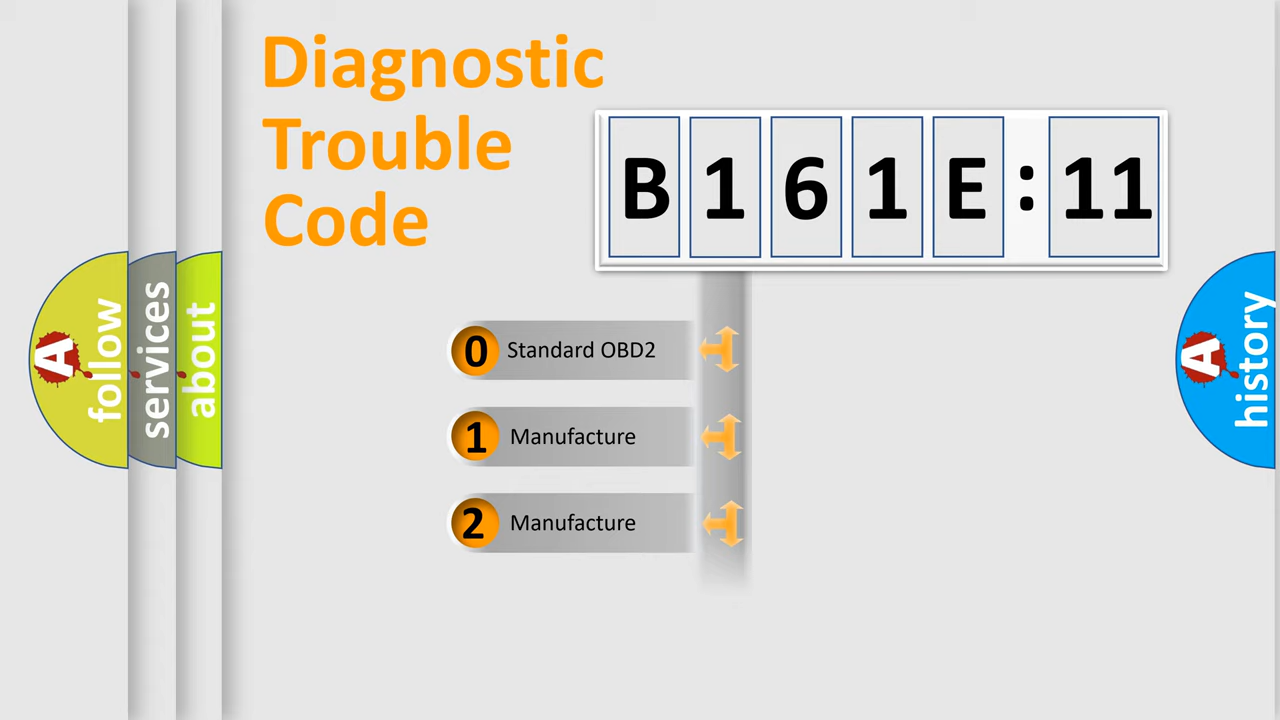 Diagnostic
Trouble
Code
B 1 6 1 E : 11
0 Standard OBD2
1 Manufacture
2 Manufacture
A follow
services
about
A history